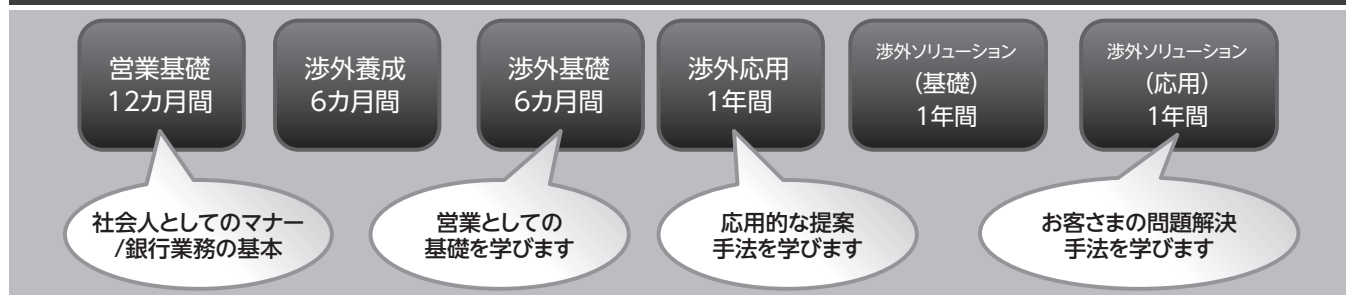 営業基礎
12カ月間
渉外養成
6カ月間
渉外基礎
6カ月間
渉外応用
1年間
渉外ソリューション
(基礎)
1年間
渉外ソリューション
(応用)
1年間
社会人としてのマナー
/銀行業務の基本
営業としての
基礎を学びます
応用的な提案
手法を学びます
お客さまの問題解決
手法を学びます